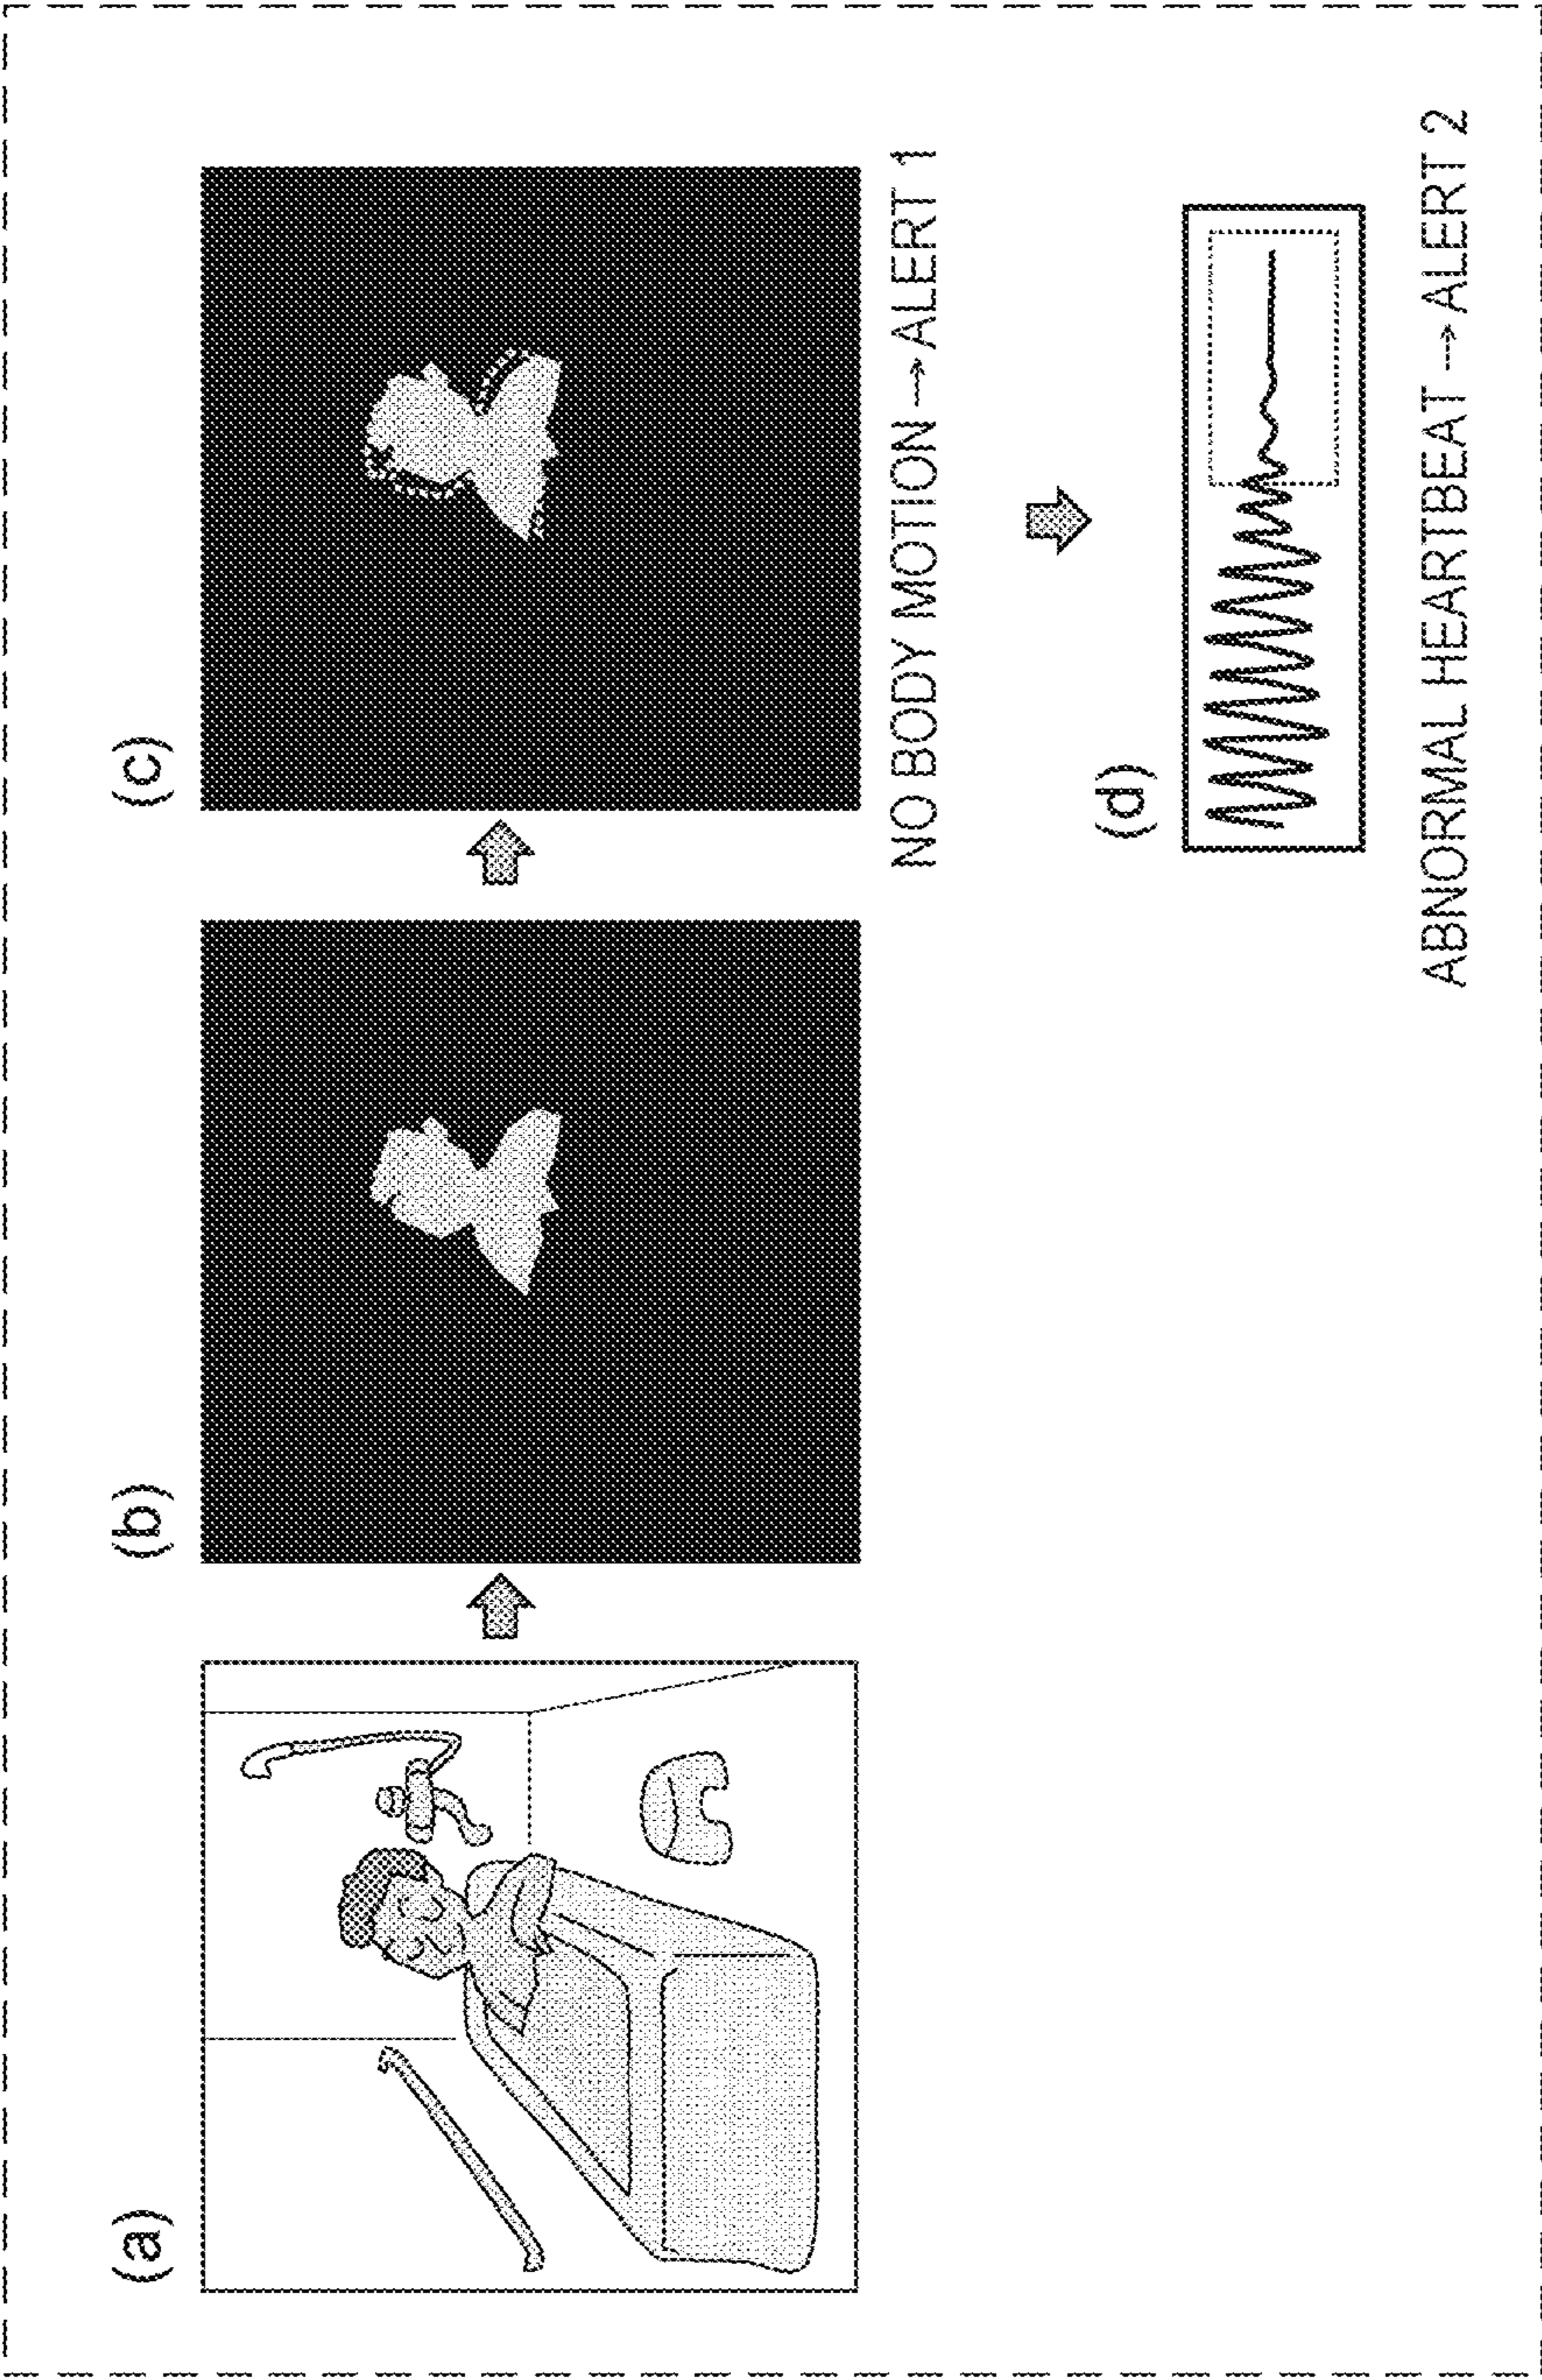 (a)
(b)
(c)
NO BODY MOTION → ALERT 1
(d)
ABNORMAL HEARTBEAT → ALERT 2